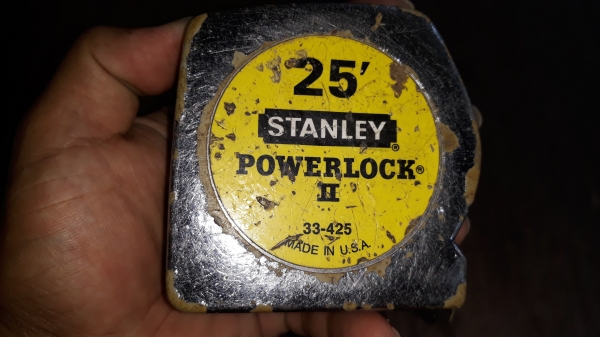 25'
STANLEY®
POWERLOCK®
II
33-425
MADE IN U.S.A.